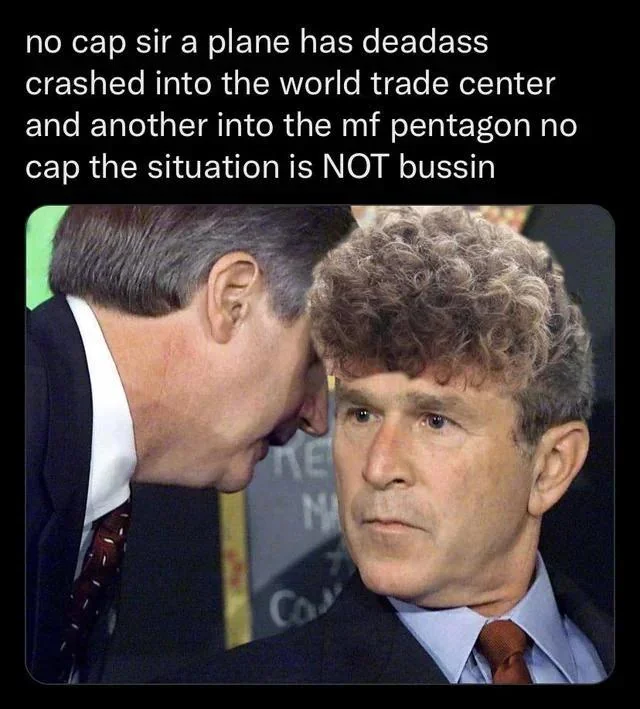 no cap sir a plane has deadass
crashed into the world trade center
and another into the mf pentagon no
cap the situation is NOT bussin